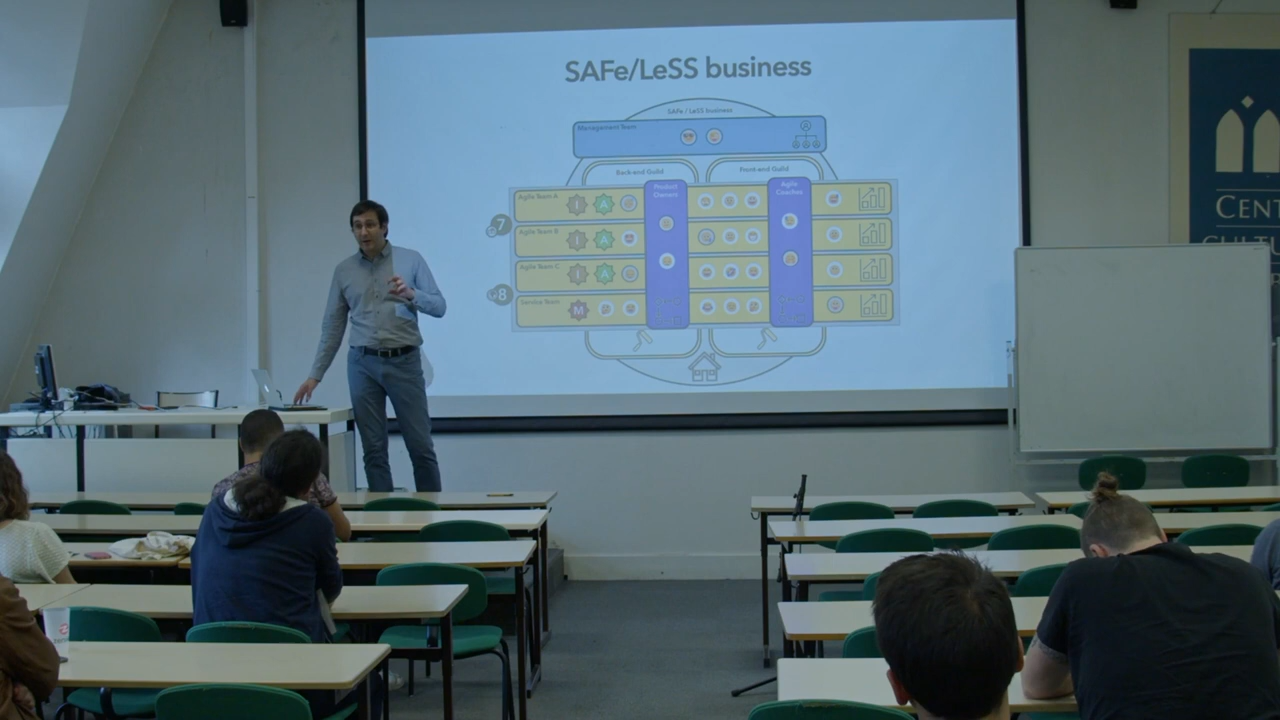 SAFe/LeSS business
SAFe / LeSS business
Management Team
Back-end Guild
Front-end Guild
Product Owners
Agile Coaches
Agile Team A
I
A
7
Agile Team B
I
A
Agile Team C
I
A
8
Service Team
M
CENT
CULTU